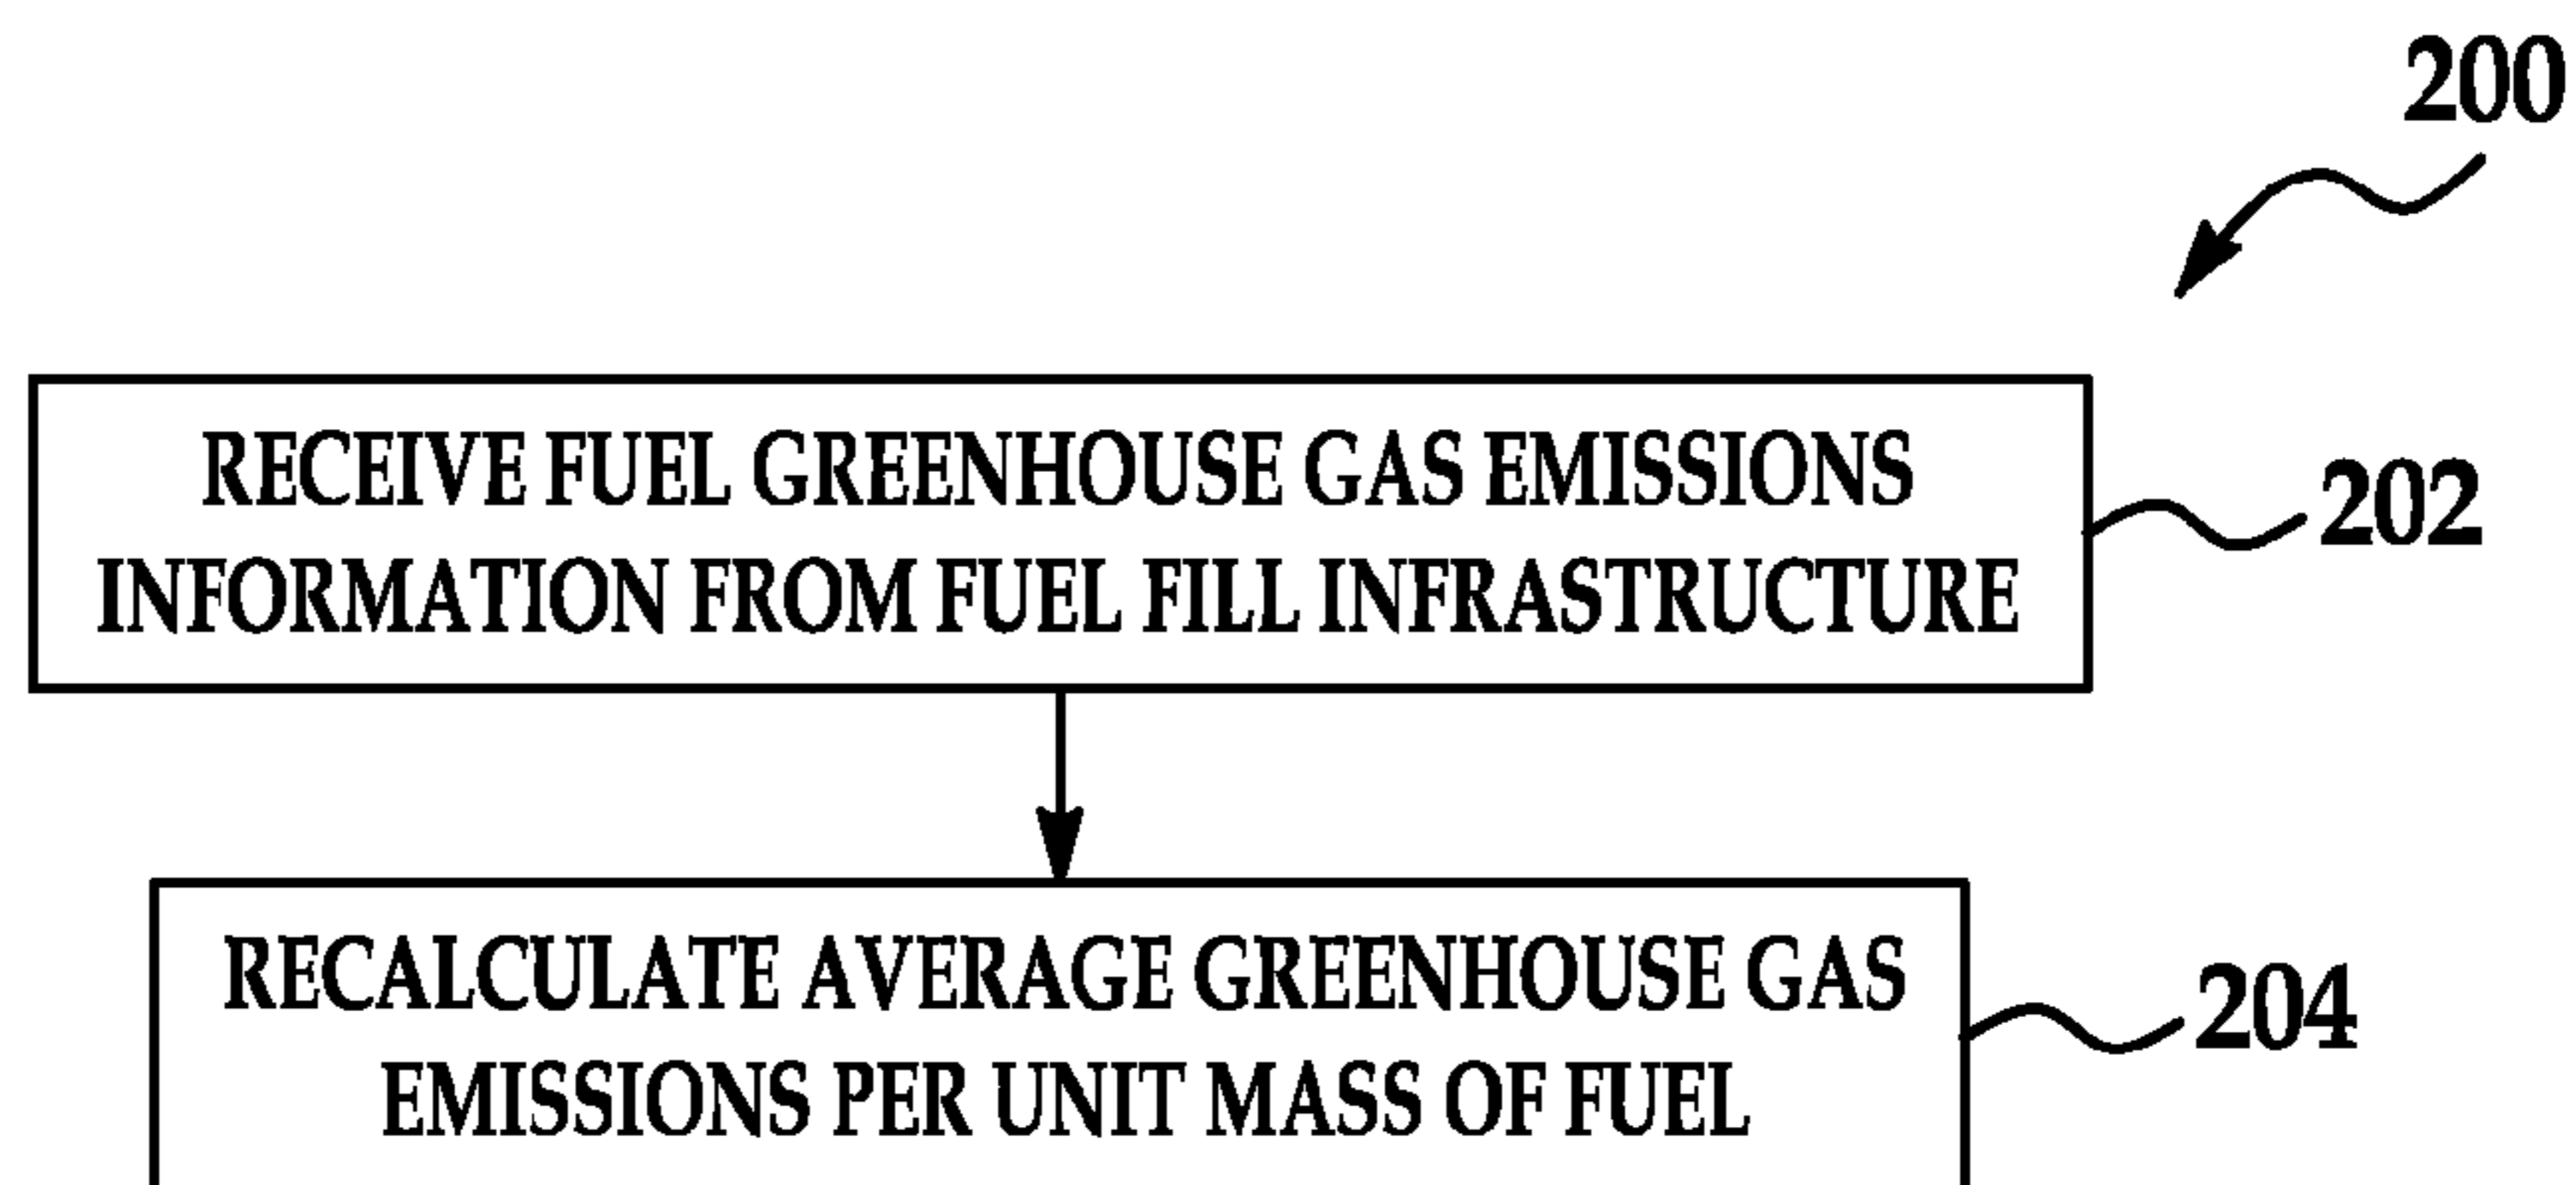 200
RECEIVE FUEL GREENHOUSE GAS EMISSIONS
INFORMATION FROM FUEL FILL INFRASTRUCTURE
202
RECALCULATE AVERAGE GREENHOUSE GAS
EMISSIONS PER UNIT MASS OF FUEL
204